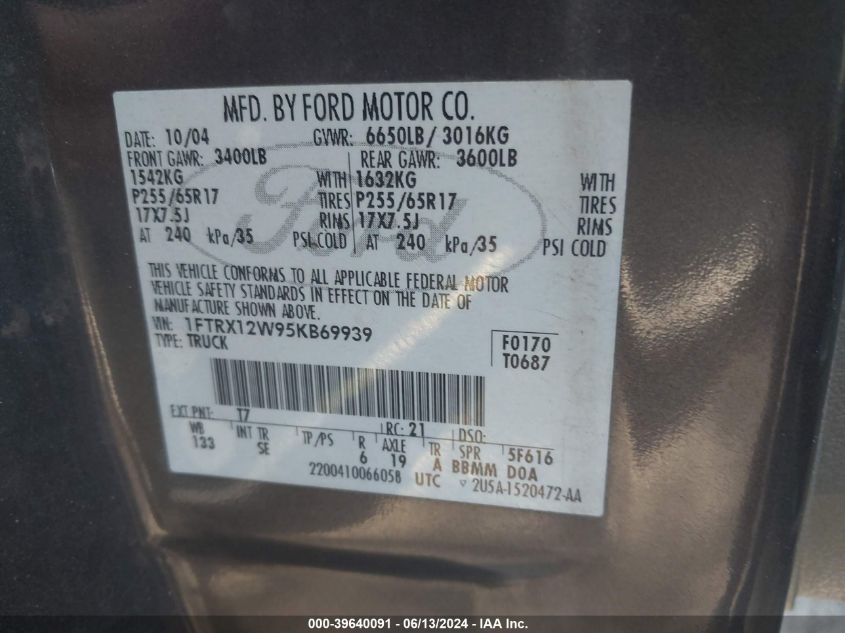 MFD. BY FORD MOTOR CO.
DATE: 10/04 GVWR: 6650LB/ 3016KG
FRONT GAWR: 3400LB REAR GAWR: 3600LB
1542KG WITH 1632KG WITH
P255/65R17 TIRES P255/65R17 TIRES
17X7.5J RIMS 17X7.5J RIMS
AT 240 kPa/35 PSI COLD AT 240 kPa/35 PSI COLD
Ford
THIS VEHICLE CONFORMS TO ALL APPLICABLE FEDERAL MOTOR
VEHICLE SAFETY STANDARDS IN EFFECT ON THE DATE OF
MANUFACTURE SHOWN ABOVE.
VIN: 1FTRX12W95KB69939
TYPE: TRUCK
F0170
T0687
EXT PNT: T7 RC: 21 DSO:
WB INT TR TP/PS R AXLE TR SPR 5F616
133 SE 6 19 A BBMM DOA
2200410066058 UTC ▽ 2U5A-1520472-AA
000-39640091 - 06/13/2024 - IAA Inc.